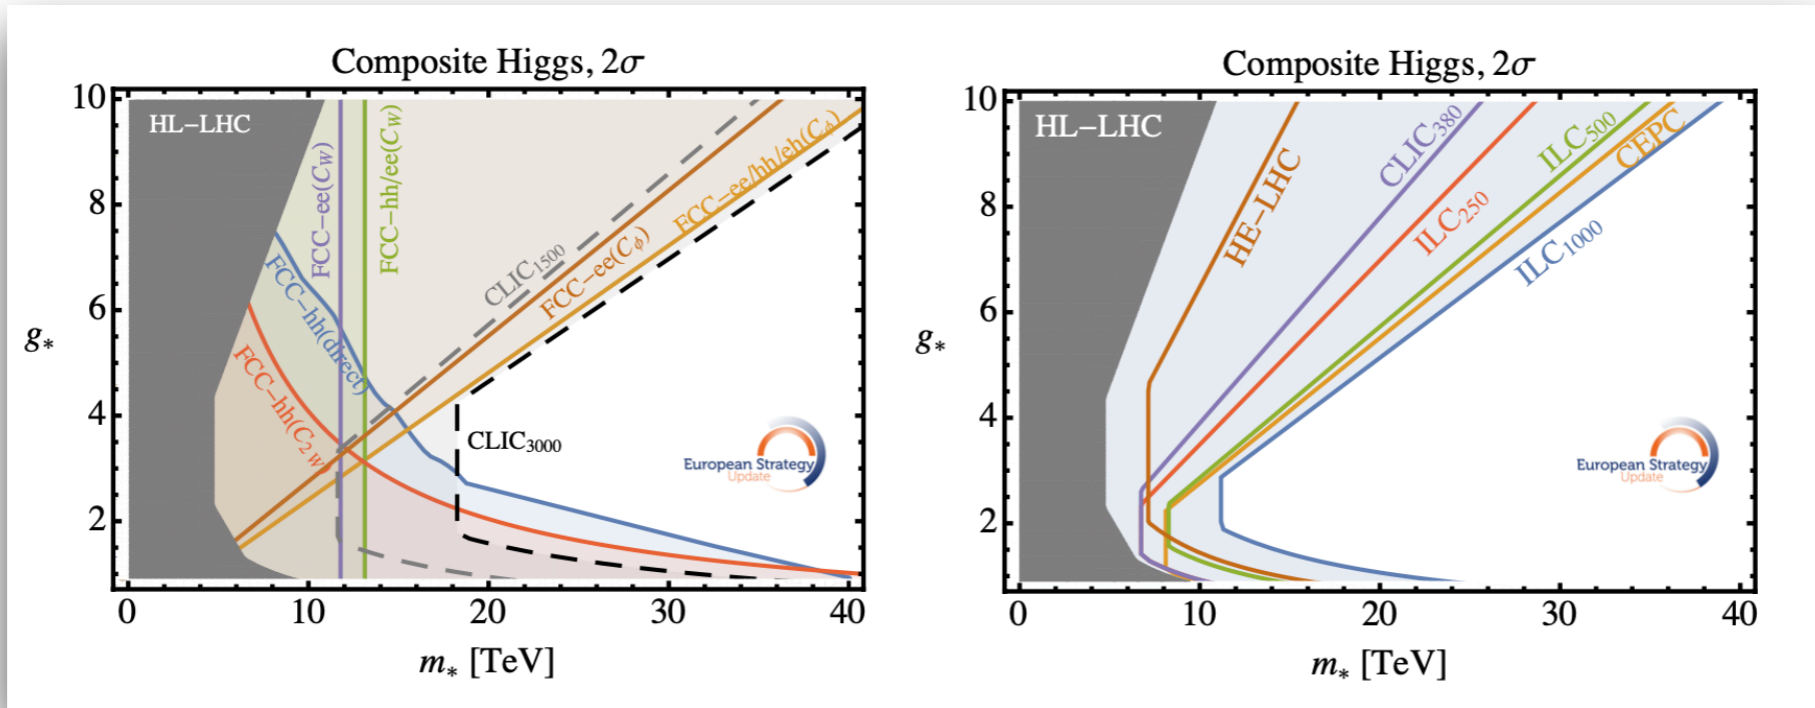 Composite Higgs, 2σ
10
8
6
4
2
g*
0
10
20
30
40
m* [TeV]
HL−LHC
FCC−ee(C_W)
FCC−hh/ee(C_W)
FCC−hh(direct)
FCC−hh(C_2W)
CLIC1500
FCC−ee(C_ϕ)
FCC−ee/hh/eh(C_ϕ)
CLIC3000
European Strategy
Update
Composite Higgs, 2σ
10
8
6
4
2
g*
0
10
20
30
40
m* [TeV]
HL−LHC
HE−LHC
CLIC380
ILC250
ILC500
CEPC
ILC1000
European Strategy
Update